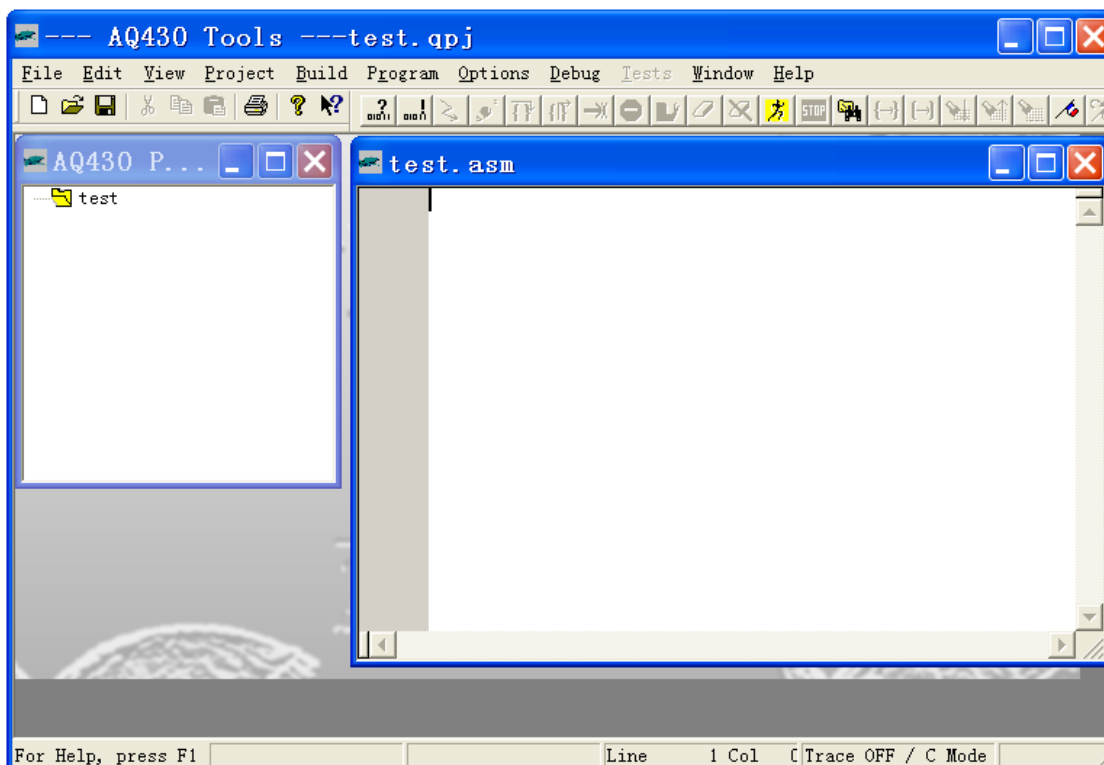 --- AQ430 Tools ---test.qpj
File Edit View Project Build Program Options Debug Tests Window Help
STOP
AQ430 P...
test
test.asm
For Help, press F1 Line 1 Col Trace OFF / C Mode